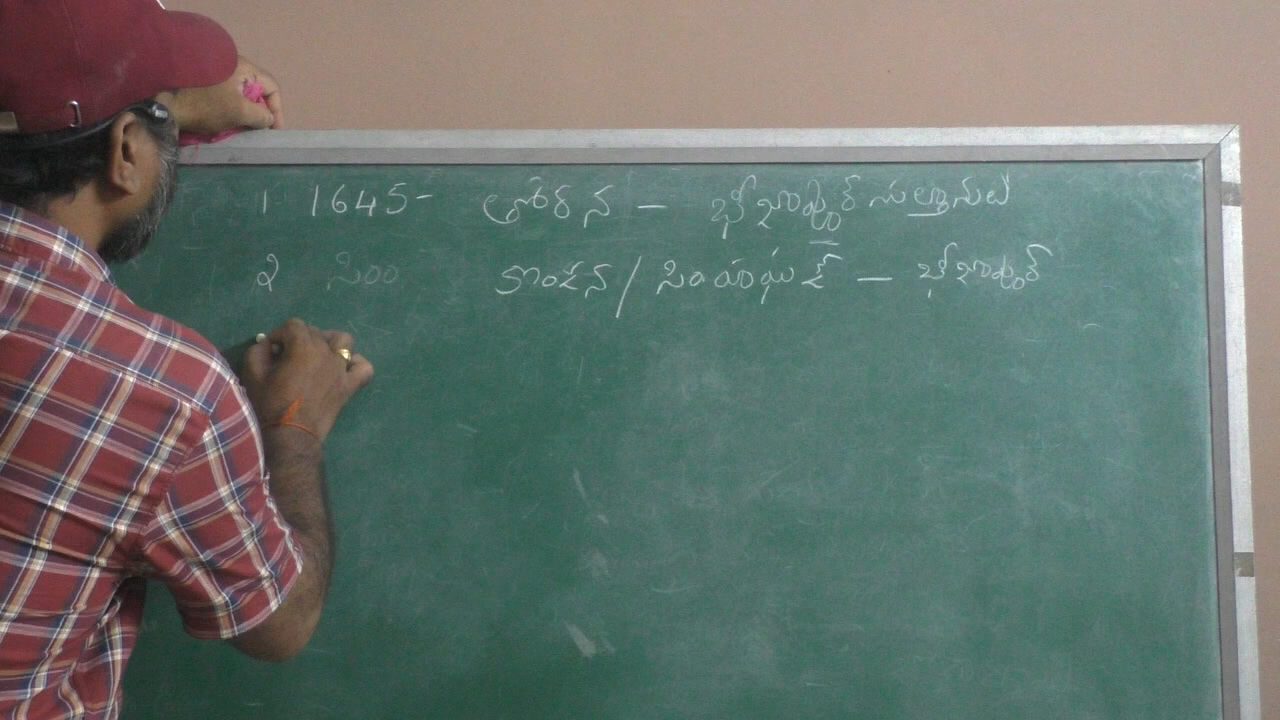 1 1645- తోరన - బీజాపూర్ సుల్తానుల
2 సిం కొండన / సింహఘడ్ - బీజాపూర్